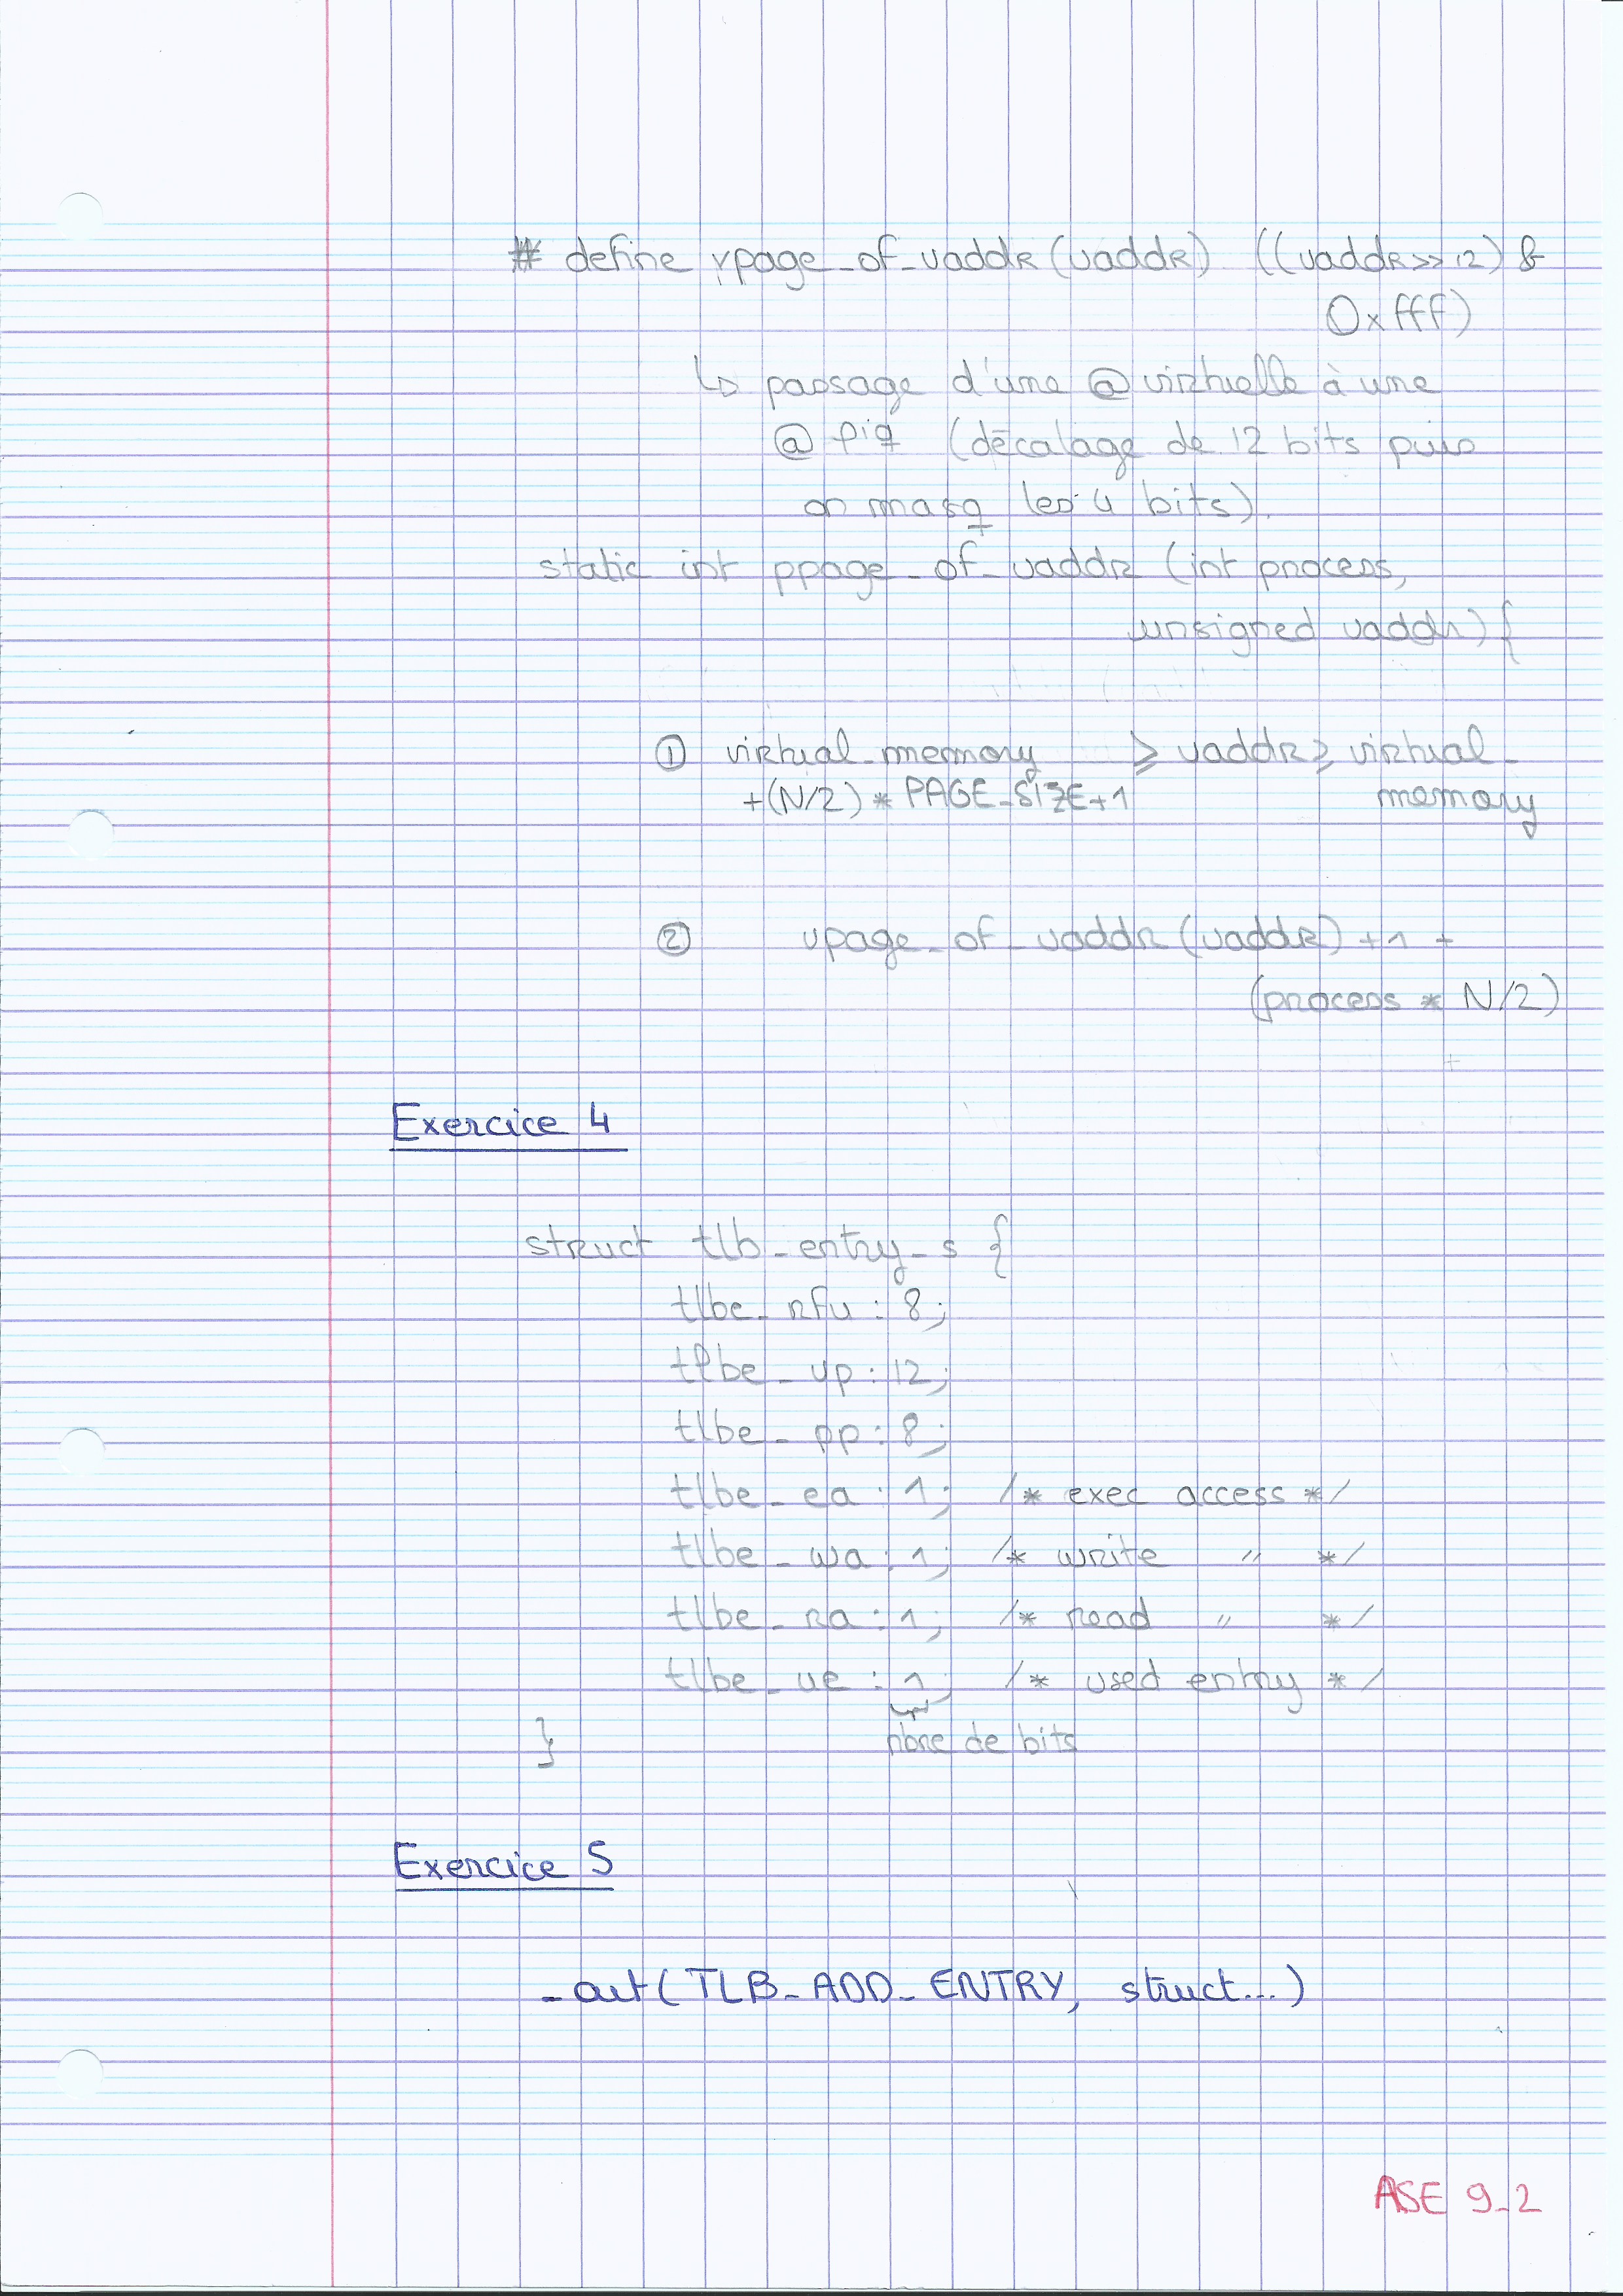 # define vpage_of_vaddr(vaddr) ((vaddr>>12) &
0xfff)
↳ passage d'une @ virtuelle à une
@ piq (décalage de 12 bits puis
on masq les 4 bits).
static int ppage_of_vaddr (int process,
unsigned vaddr) {
① virtual_memory ≥ vaddr ≥ virtual_
+(N/2) * PAGE_SIZE+1 memory
② vpage_of_vaddr(vaddr) +1 +
(process * N/2)
Exercice 4
struct tlb_entry_s {
tlbe_rfu : 8;
tlbe_vp : 12;
tlbe_pp : 8;
tlbe_ea : 1; /* exec access */
tlbe_wa : 1; /* write " */
tlbe_ra : 1; /* read " */
tlbe_ue : 1; /* used entry */
} nbre de bits
Exercice 5
_out(TLB_ADD_ENTRY, struct...)
ASE 9_2